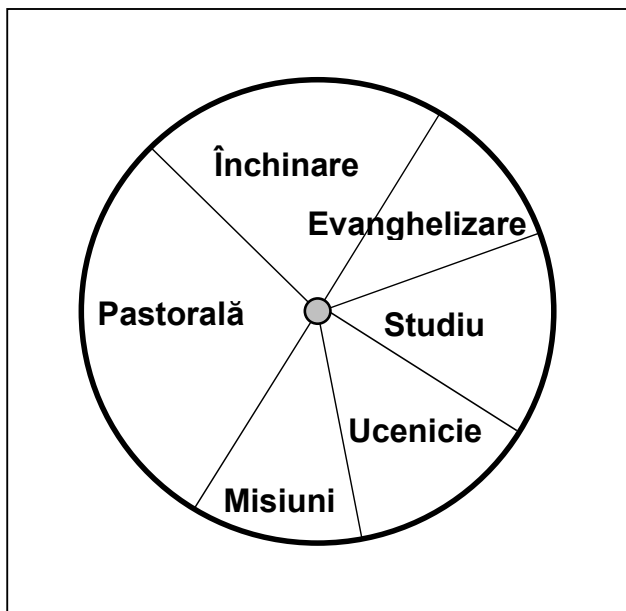 Închinare
Evanghelizare
Pastorală
Studiu
Ucenicie
Misiuni